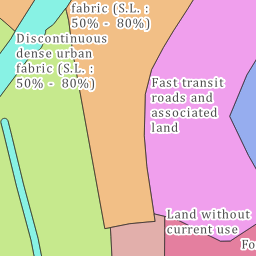 fabric (S.L. :
50% -  80%)
Discontinuous
dense urban
fabric (S.L. :
50% -  80%)
Fast transit
roads and
associated
land
Land without
current use
Fo